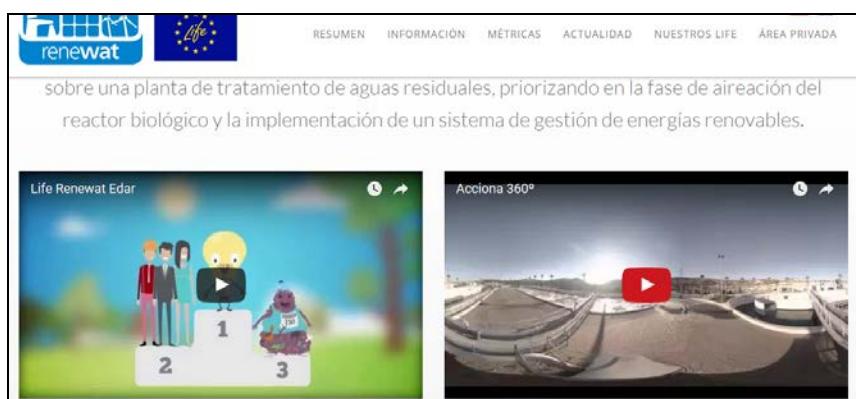 renewat
Life
RESUMEN INFORMACIÓN MÉTRICAS ACTUALIDAD NUESTROS LIFE ÁREA PRIVADA
sobre una planta de tratamiento de aguas residuales, priorizando en la fase de aireación del
reactor biológico y la implementación de un sistema de gestión de energías renovables.
Life Renewat Edar
Acciona 360º
1
2
3